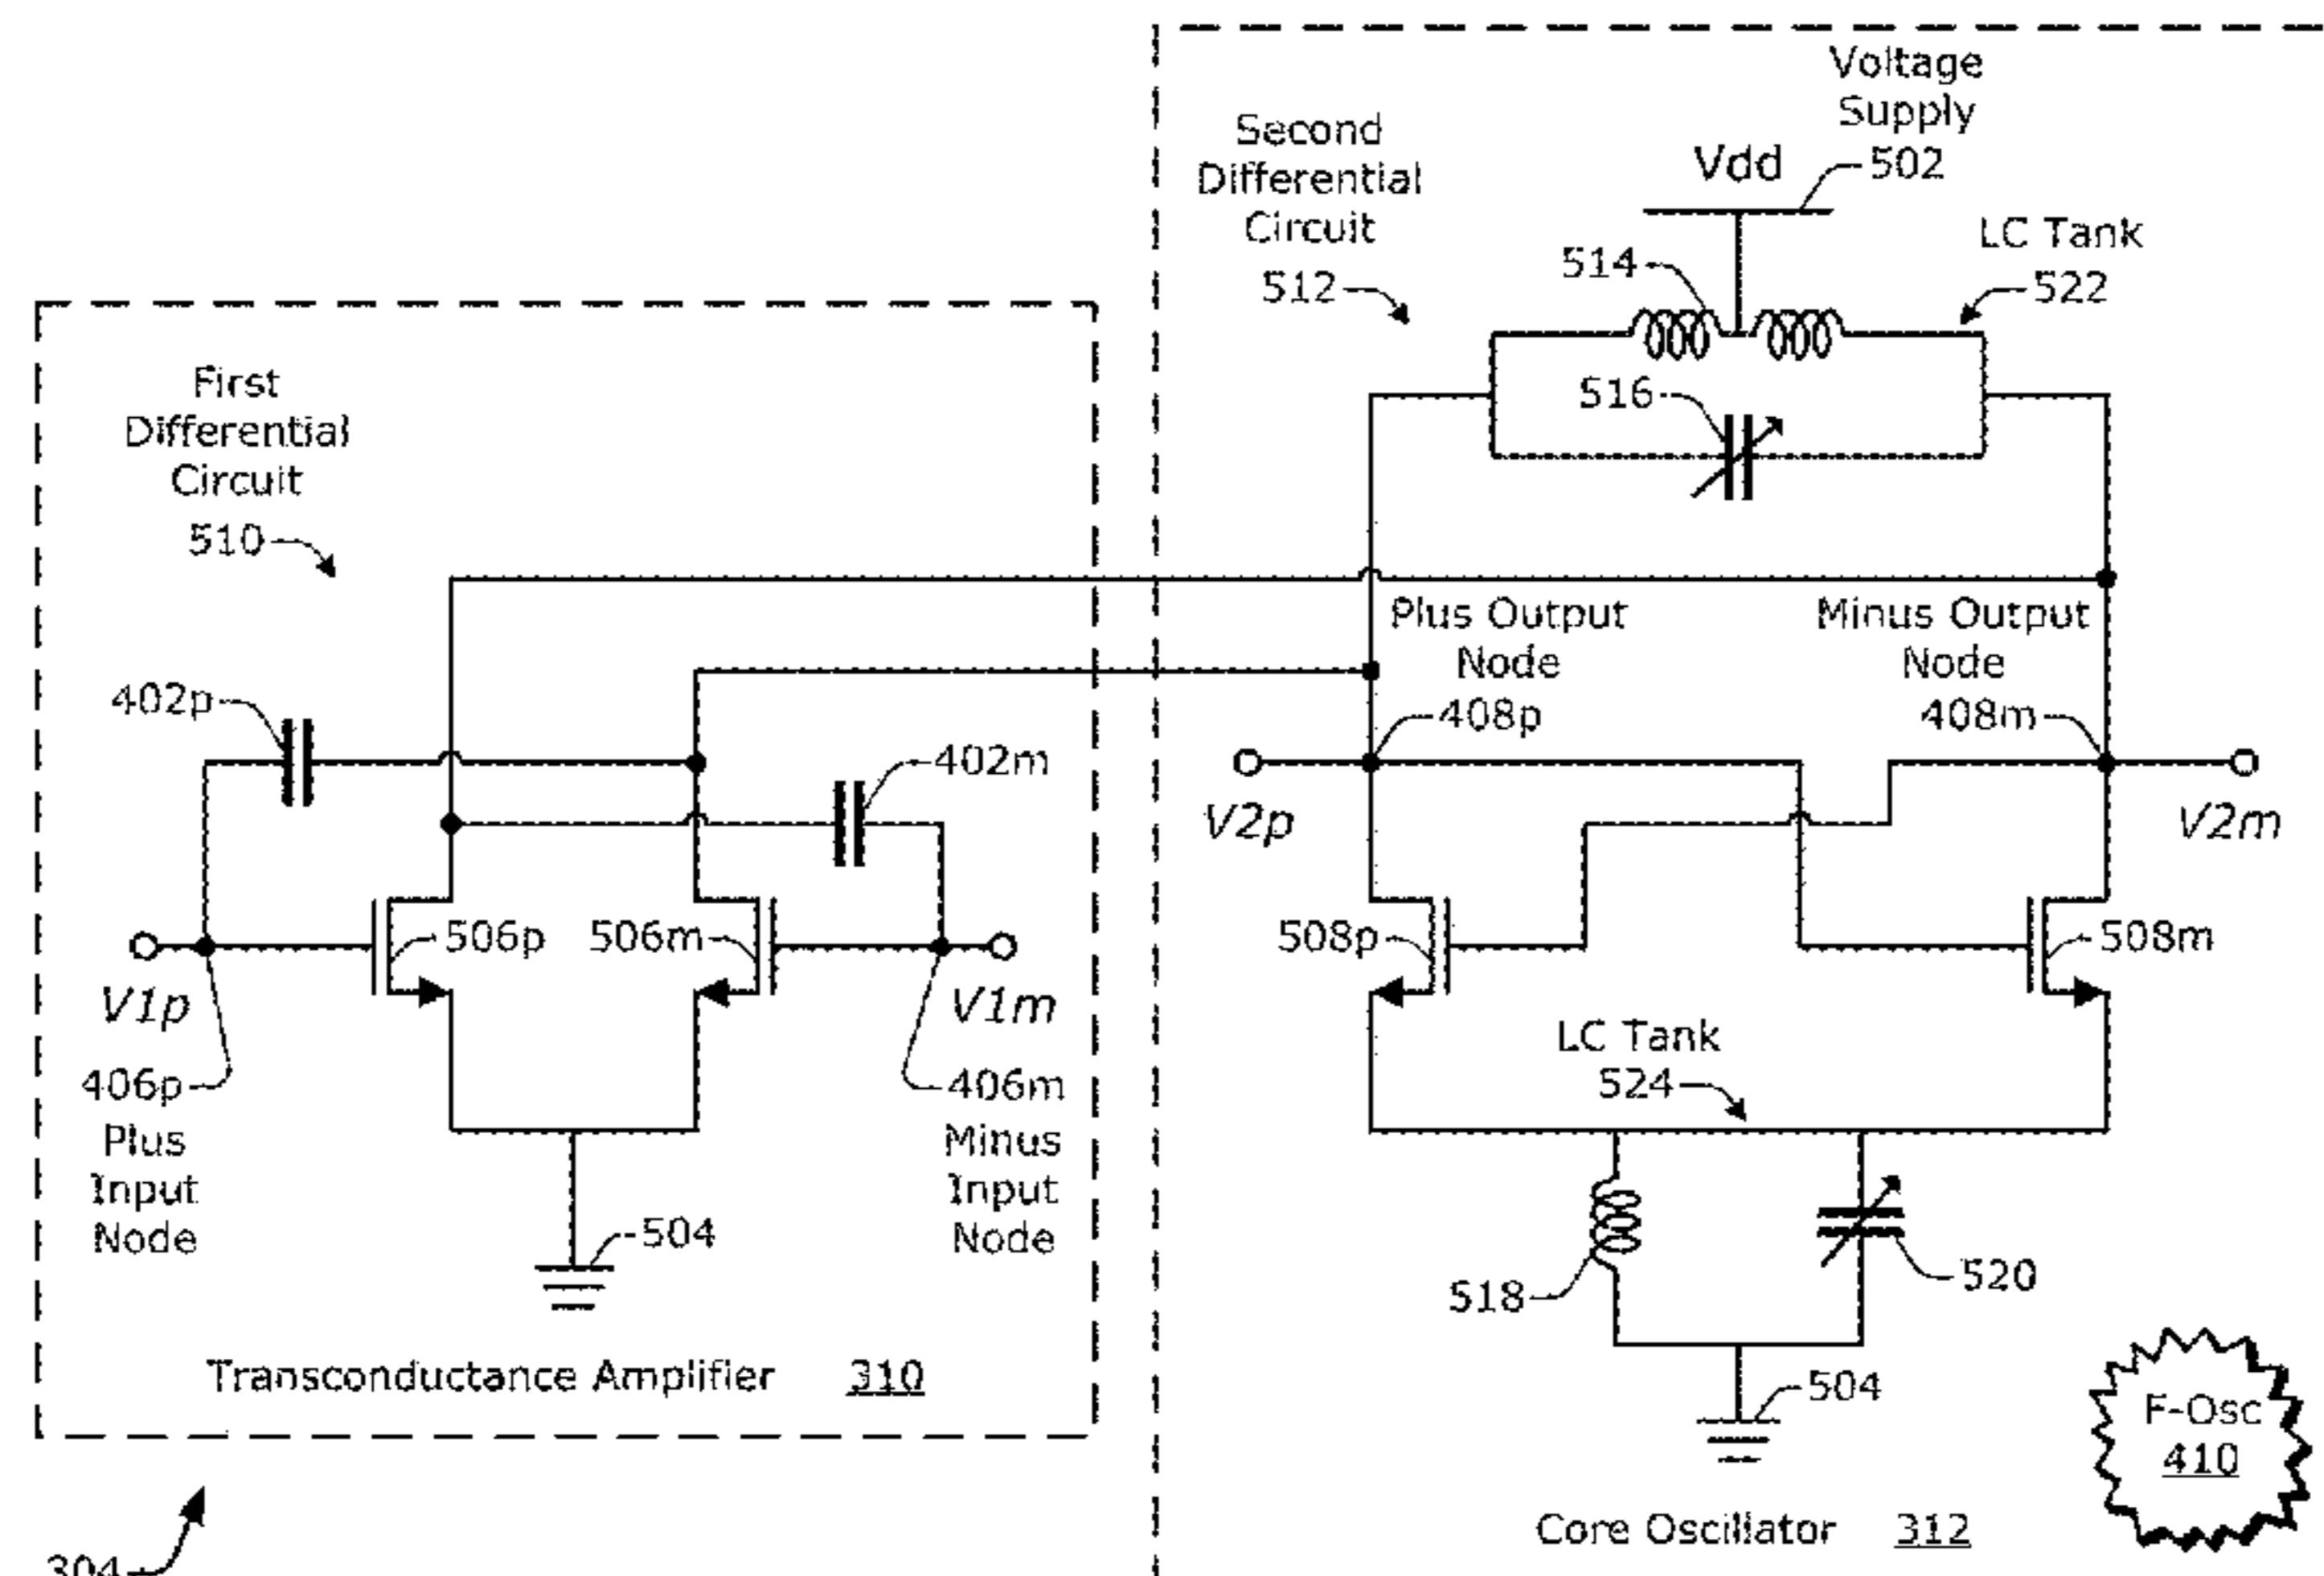 Voltage
Supply
502
Vdd
Second
Differential
Circuit
512
514
LC Tank
522
516
First
Differential
Circuit
510
Plus Output
Node
408p
Minus Output
Node
408m
402p
402m
V2p
V2m
506p
506m
508p
508m
V1p
V1m
406p
Plus
Input
Node
406m
Minus
Input
Node
LC Tank
524
504
518
520
504
Transconductance Amplifier 310
F-Osc
410
Core Oscillator 312
304